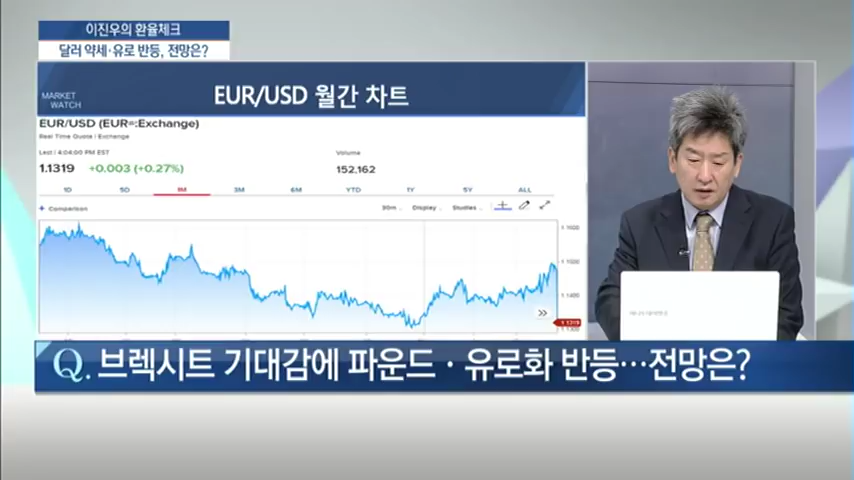 이진우의 환율체크
달러 약세·유로 반등, 전망은?
MARKET
WATCH
EUR/USD 월간 차트
EUR/USD (EUR=:Exchange)
Real Time Quote | Exchange
Last | 4:04:00 PM EST
Volume
1.1319 +0.003 (+0.27%)
152,162
1D 5D 1M 3M 6M YTD 1Y 5Y ALL
+ Comparison
30m Display Studies
1.1600
1.1500
1.1400
1.1319
1.1300
Q. 브렉시트 기대감에 파운드·유로화 반등…전망은?